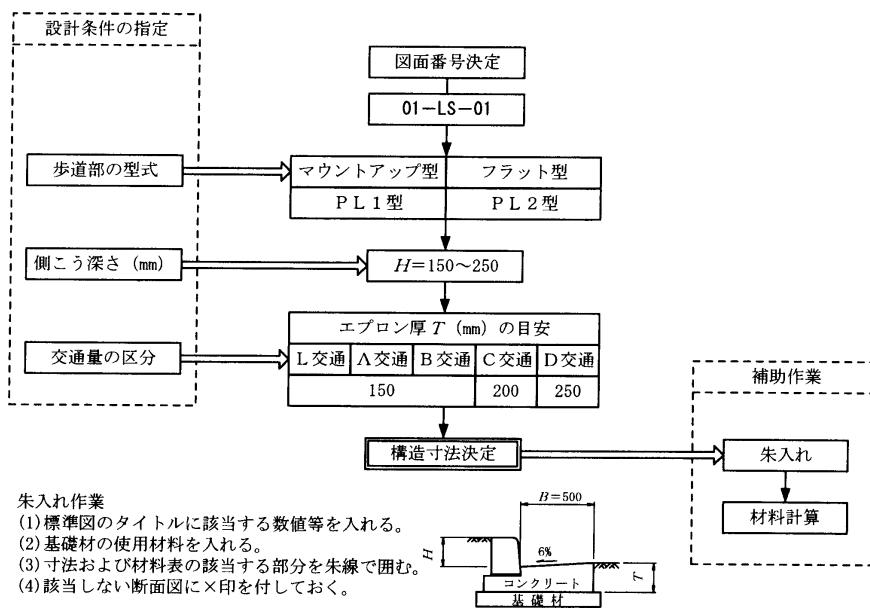 設計条件の指定
図面番号決定
01-LS-01
歩道部の型式
マウントアップ型 フラット型
PL1型 PL2型
側こう深さ (mm)
H=150~250
エプロン厚 T (mm) の目安
交通量の区分
L交通 A交通 B交通 C交通 D交通
150 200 250
補助作業
構造寸法決定
朱入れ
材料計算
朱入れ作業
(1)標準図のタイトルに該当する数値等を入れる。
(2)基礎材の使用材料を入れる。
(3)寸法および材料表の該当する部分を朱線で囲む。
(4)該当しない断面図に×印を付しておく。
B=500
H
6%
T
コンクリート
基礎材